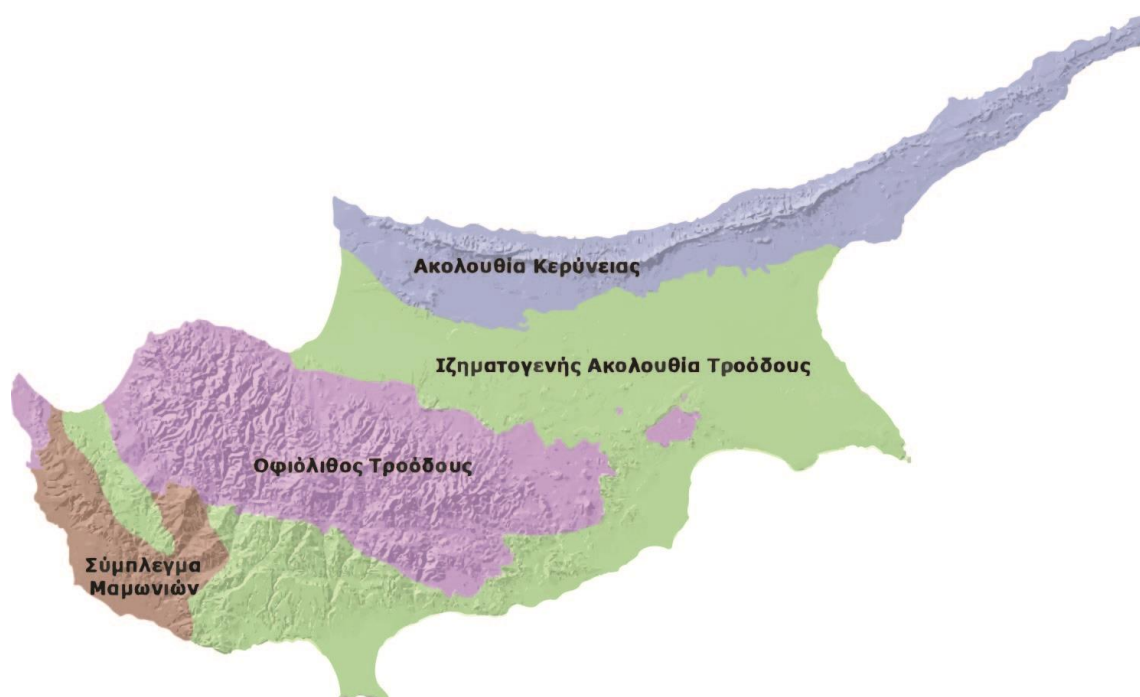 Ακολουθία Κερύνειας
Ιζηματογενής Ακολουθία Τροόδους
Οφιόλιθος Τροόδους
Σύμπλεγμα
Μαμωνιών